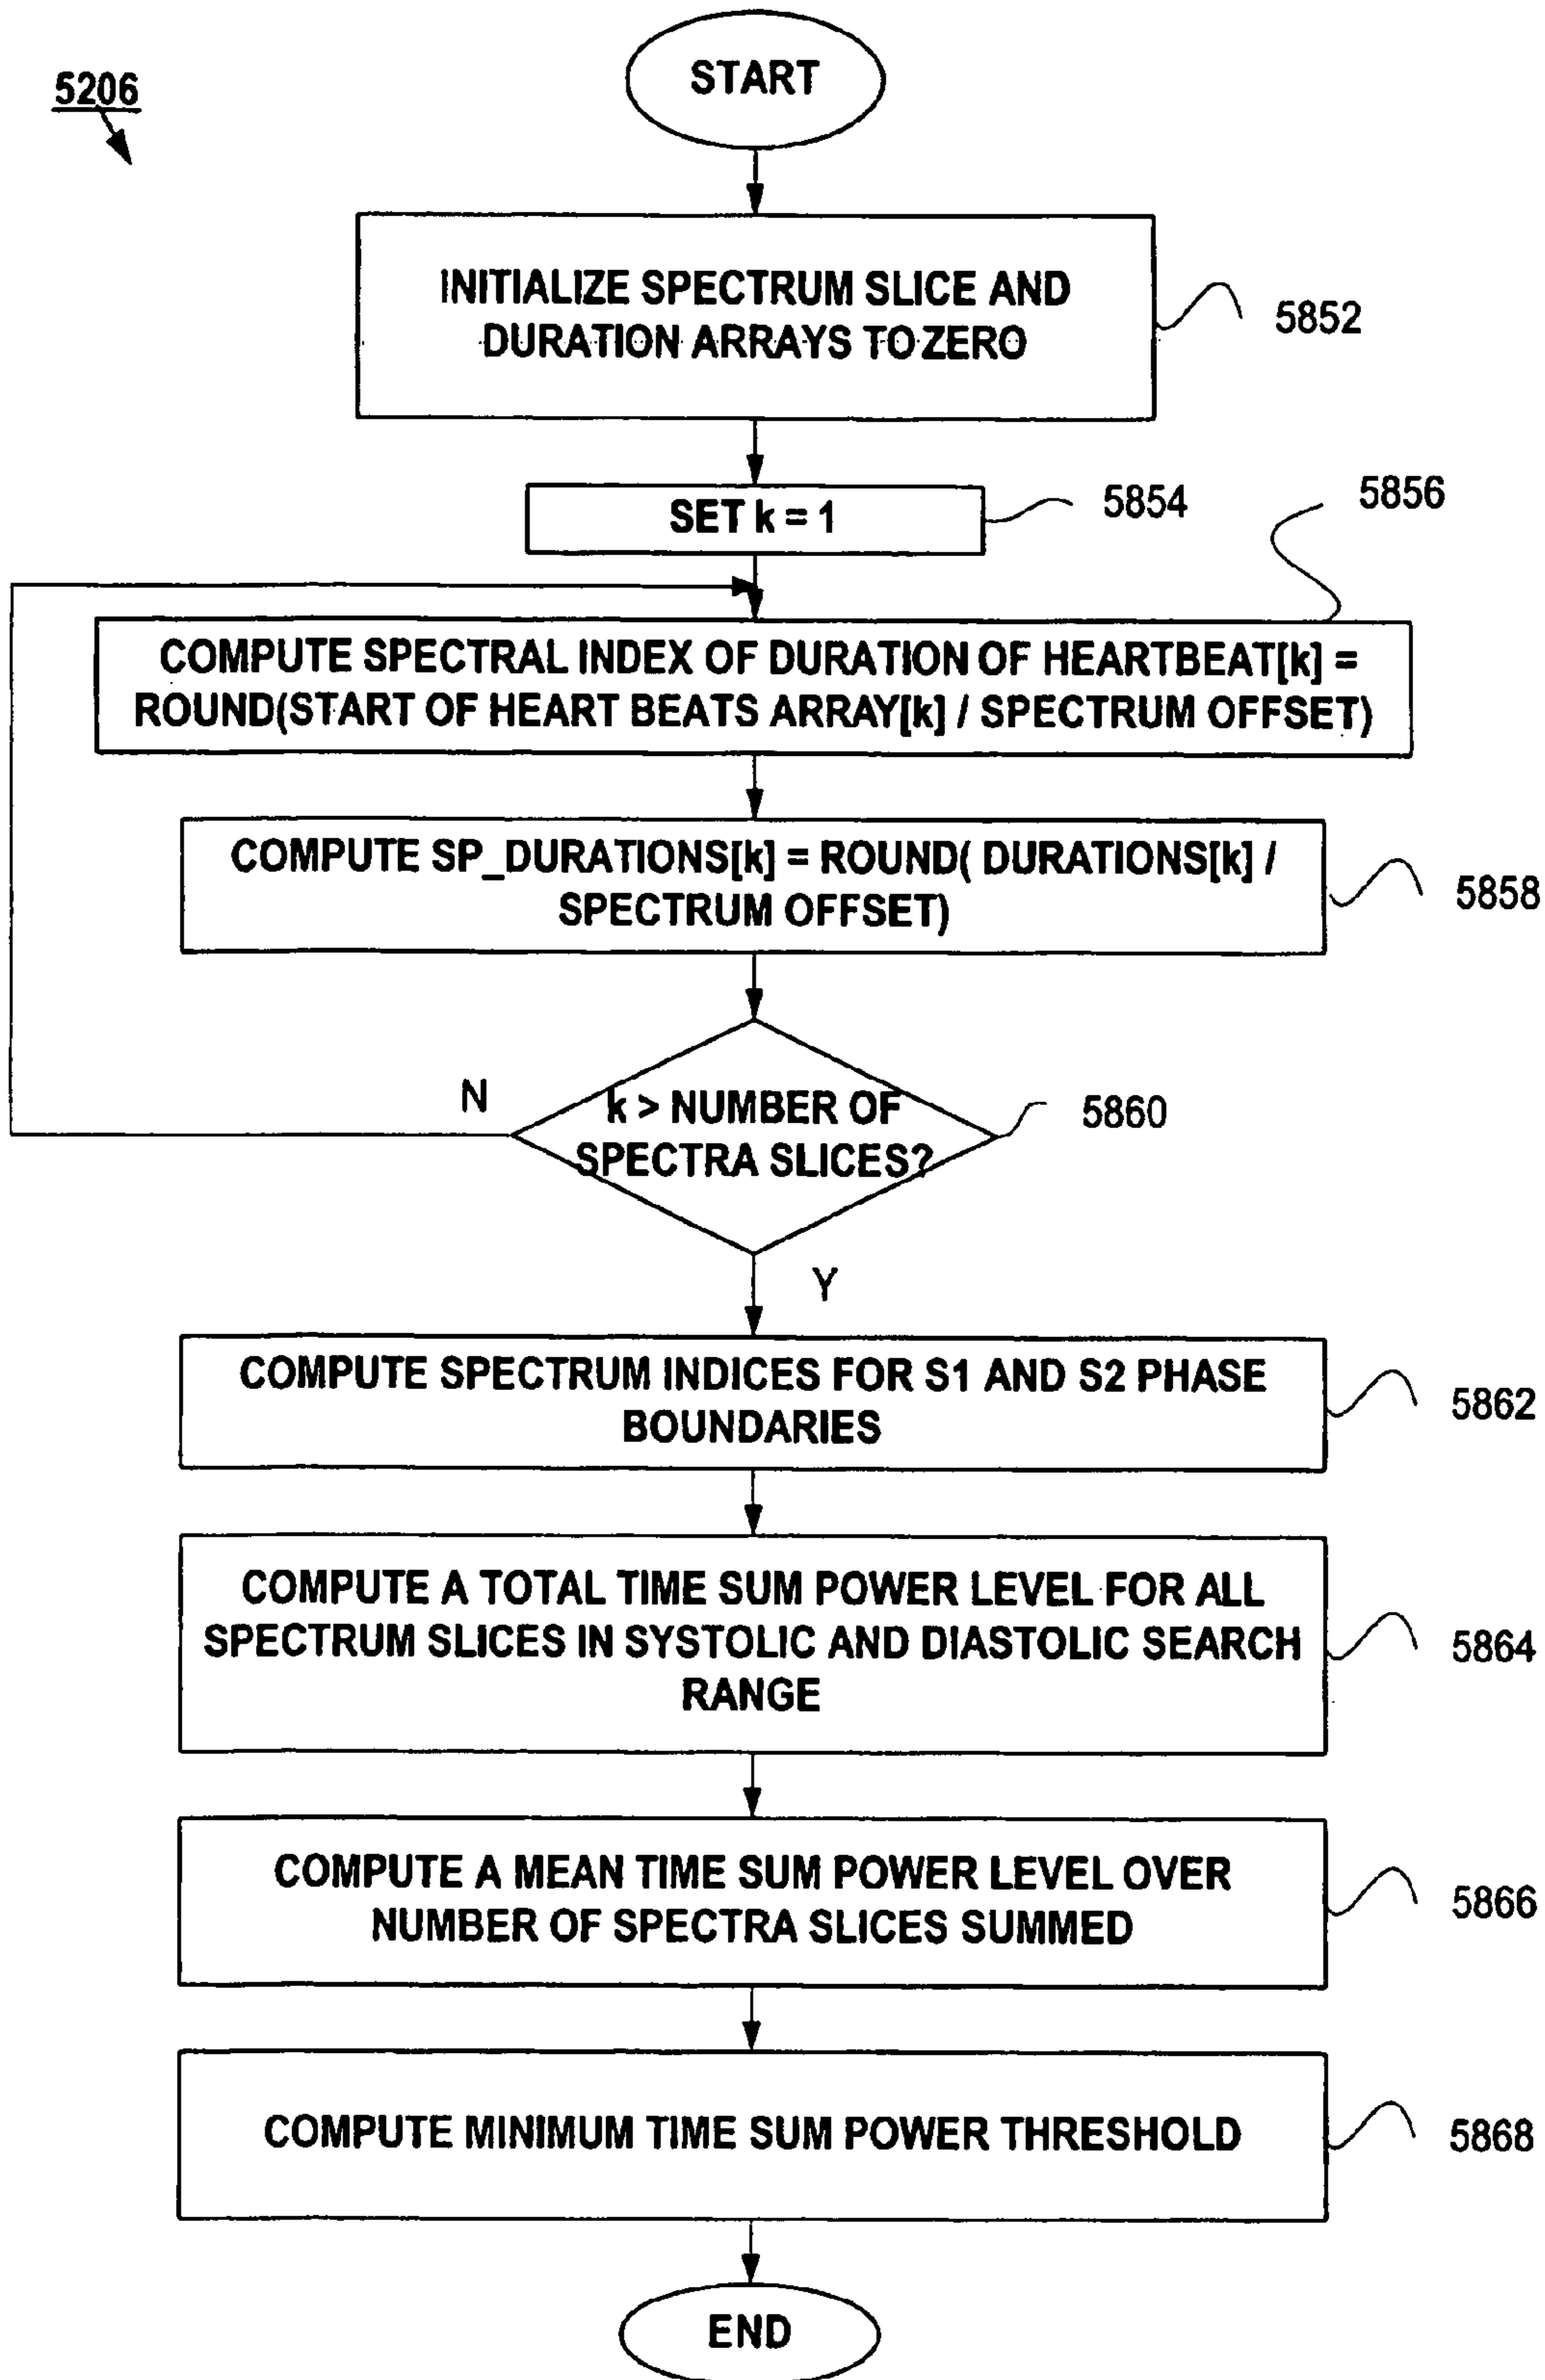 5206
START
INITIALIZE SPECTRUM SLICE AND
DURATION ARRAYS TO ZERO
5852
SET k = 1
5854
5856
COMPUTE SPECTRAL INDEX OF DURATION OF HEARTBEAT[k] =
ROUND(START OF HEART BEATS ARRAY[k] / SPECTRUM OFFSET)
COMPUTE SP_DURATIONS[k] = ROUND( DURATIONS[k] /
SPECTRUM OFFSET)
5858
N
k > NUMBER OF
SPECTRA SLICES?
5860
Y
COMPUTE SPECTRUM INDICES FOR S1 AND S2 PHASE
BOUNDARIES
5862
COMPUTE A TOTAL TIME SUM POWER LEVEL FOR ALL
SPECTRUM SLICES IN SYSTOLIC AND DIASTOLIC SEARCH
RANGE
5864
COMPUTE A MEAN TIME SUM POWER LEVEL OVER
NUMBER OF SPECTRA SLICES SUMMED
5866
COMPUTE MINIMUM TIME SUM POWER THRESHOLD
5868
END